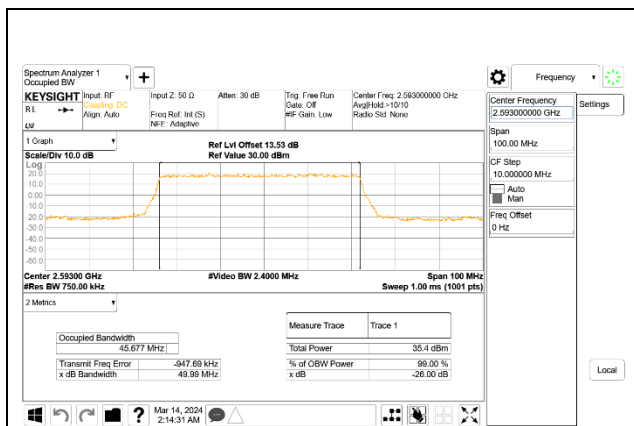 Spectrum Analyzer 1
Occupied BW
Frequency
KEYSIGHT
Input: RF
Input Z: 50 Ω
Atten: 30 dB
Trig: Free Run
Center Freq: 2.593000000 GHz
R L
Coupling: DC
Gate: Off
Avg|Hold:>10/10
Align: Auto
Freq Ref: Int (S)
#IF Gain: Low
Radio Std: None
NFE: Adaptive
Center Frequency
2.593000000 GHz
Settings
Span
100.00 MHz
CF Step
10.000000 MHz
Auto
Man
Freq Offset
0 Hz
1 Graph
Ref Lvl Offset 13.53 dB
Scale/Div 10.0 dB
Ref Value 30.00 dBm
Log
20.0
10.0
0.00
-10.0
-20.0
-30.0
-40.0
-50.0
-60.0
Center 2.59300 GHz
#Video BW 2.4000 MHz
Span 100 MHz
#Res BW 750.00 kHz
Sweep 1.00 ms (1001 pts)
2 Metrics
Measure Trace
Trace 1
Occupied Bandwidth
45.677 MHz
Total Power
35.4 dBm
Transmit Freq Error
-947.69 kHz
% of OBW Power
99.00 %
x dB Bandwidth
49.99 MHz
x dB
-26.00 dB
Local
?
Mar 14, 2024
2:14:31 AM